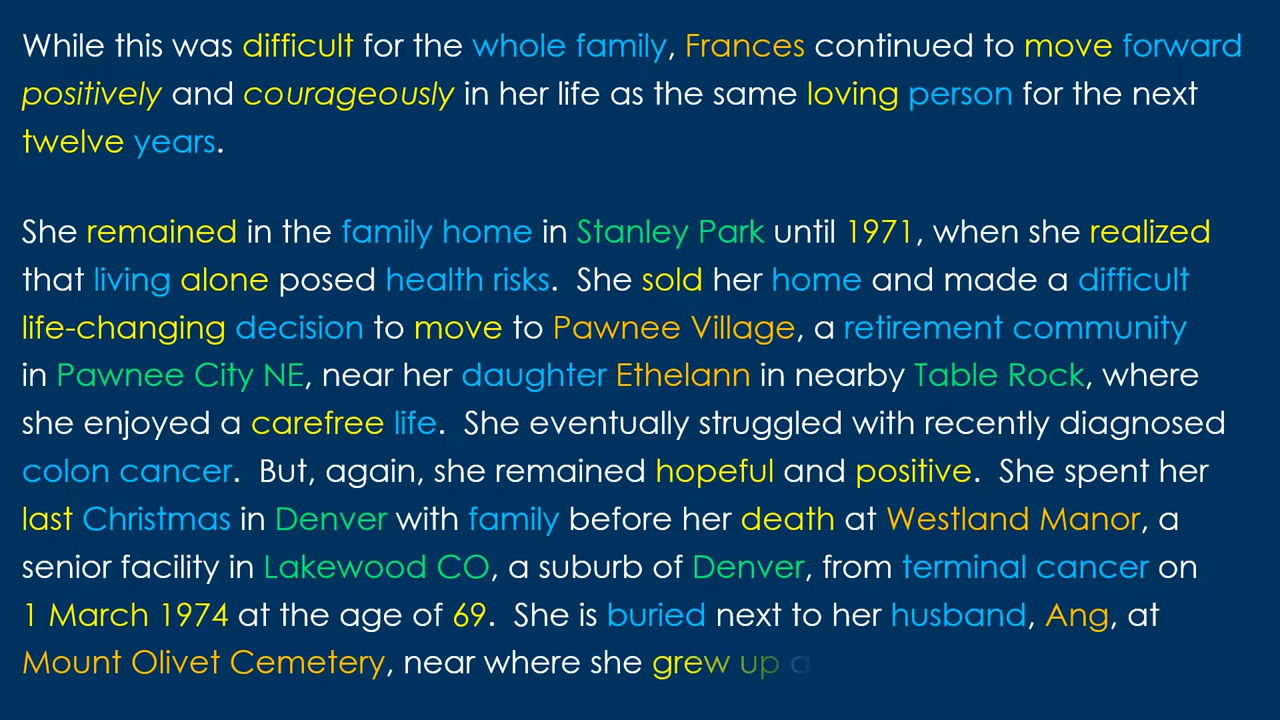 While this was difficult for the whole family, Frances continued to move forward
positively and courageously in her life as the same loving person for the next
twelve years.
She remained in the family home in Stanley Park until 1971, when she realized
that living alone posed health risks.  She sold her home and made a difficult
life-changing decision to move to Pawnee Village, a retirement community
in Pawnee City NE, near her daughter Ethelann in nearby Table Rock, where
she enjoyed a carefree life.  She eventually struggled with recently diagnosed
colon cancer.  But, again, she remained hopeful and positive.  She spent her
last Christmas in Denver with family before her death at Westland Manor, a
senior facility in Lakewood CO, a suburb of Denver, from terminal cancer on
1 March 1974 at the age of 69.  She is buried next to her husband, Ang, at
Mount Olivet Cemetery, near where she grew up